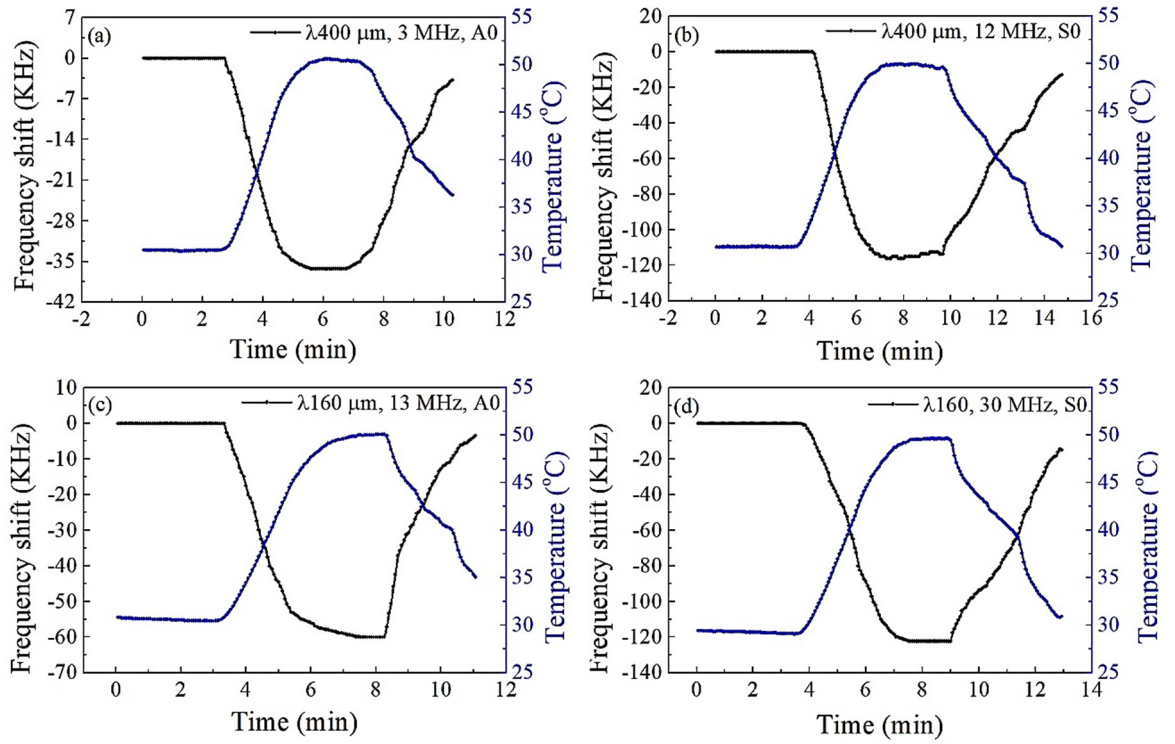 (a)
λ400 μm, 3 MHz, A0
7
0
-7
-14
-21
-28
-35
-42
Frequency shift (KHz)
55
50
45
40
35
30
25
Temperature (°C)
-2 0 2 4 6 8 10 12
Time (min)
(b)
λ400 μm, 12 MHz, S0
20
0
-20
-40
-60
-80
-100
-120
-140
Frequency shift (KHz)
55
50
45
40
35
30
25
Temperature (°C)
-2 0 2 4 6 8 10 12 14 16
Time (min)
(c)
λ160 μm, 13 MHz, A0
10
0
-10
-20
-30
-40
-50
-60
-70
Frequency shift (KHz)
55
50
45
40
35
30
25
Temperature (°C)
0 2 4 6 8 10 12
Time (min)
(d)
λ160, 30 MHz, S0
20
0
-20
-40
-60
-80
-100
-120
-140
Frequency shift (KHz)
55
50
45
40
35
30
25
Temperature (°C)
0 2 4 6 8 10 12 14
Time (min)